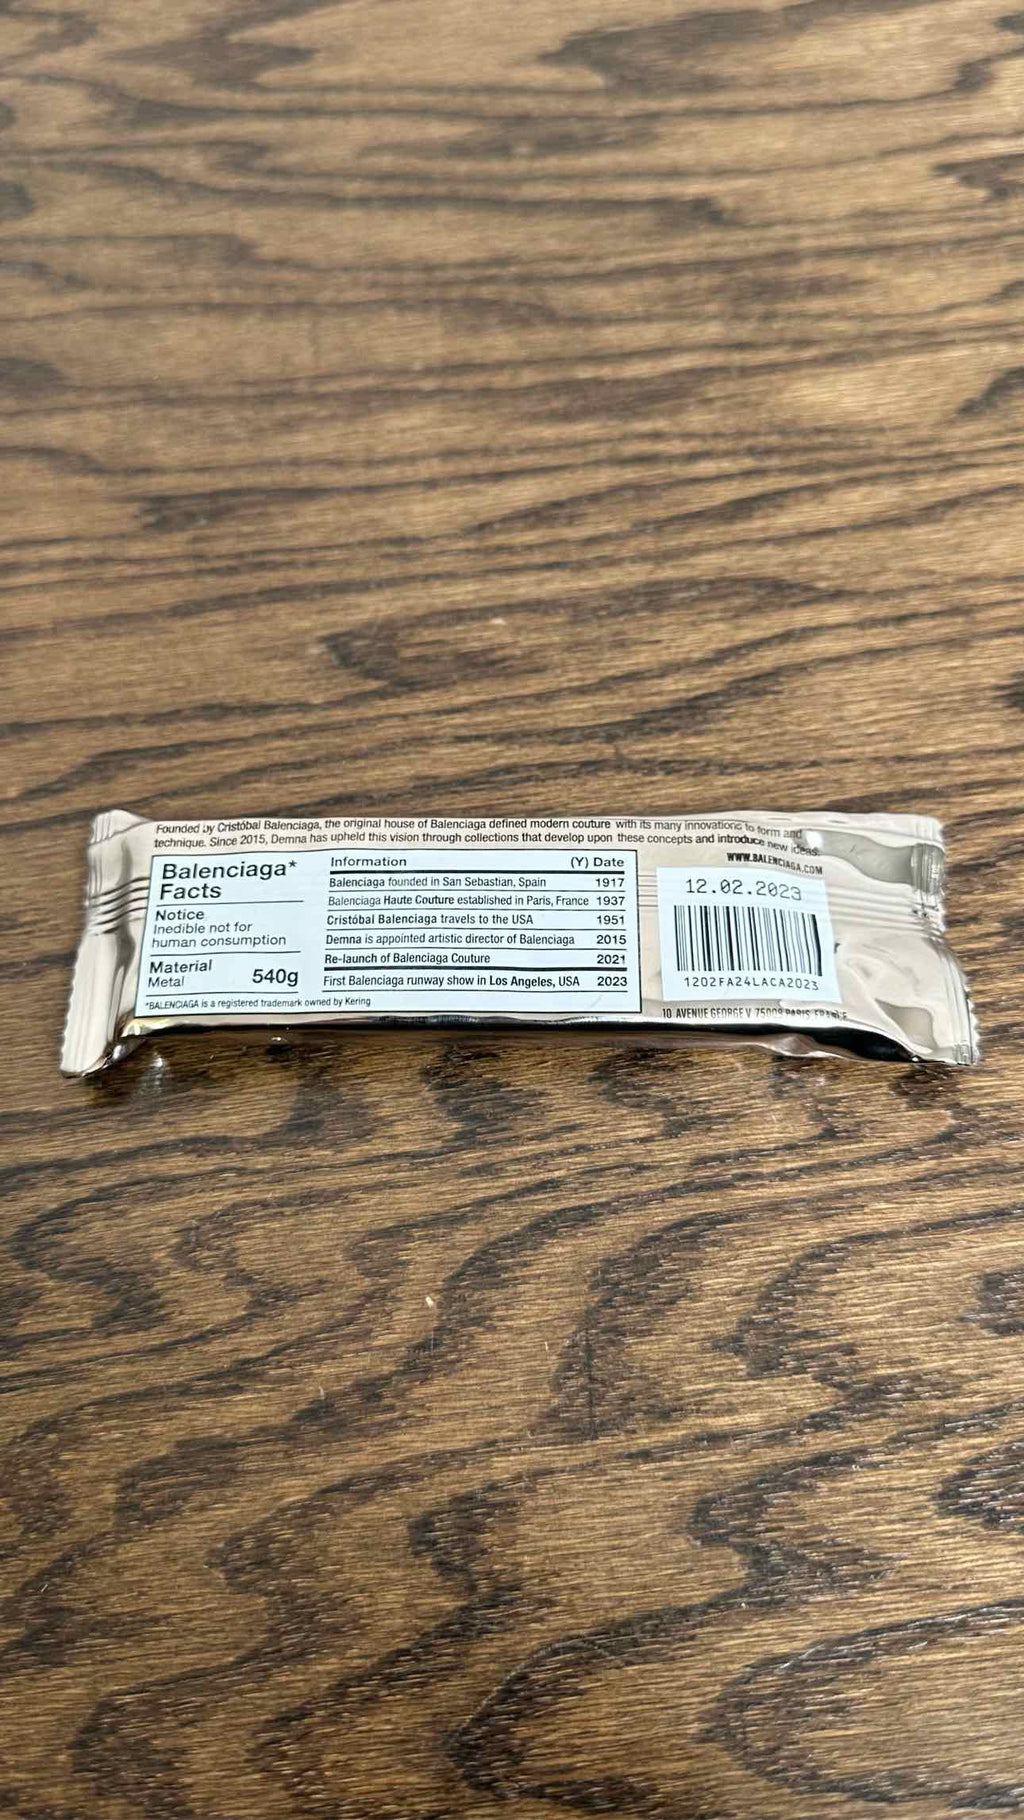 Founded by Cristóbal Balenciaga, the original house of Balenciaga defined modern couture with its many innovations to form and
technique. Since 2015, Demna has upheld this vision through collections that develop upon these concepts and introduce new ideas.
WWW.BALENCIAGA.COM
Balenciaga*
Facts
Notice
Inedible not for
human consumption
Material
Metal 540g
Information (Y) Date
Balenciaga founded in San Sebastian, Spain 1917
Balenciaga Haute Couture established in Paris, France 1937
Cristóbal Balenciaga travels to the USA 1951
Demna is appointed artistic director of Balenciaga 2015
Re-launch of Balenciaga Couture 2021
First Balenciaga runway show in Los Angeles, USA 2023
*BALENCIAGA is a registered trademark owned by Kering
12.02.2023
1202FA24LACA2023
10 AVENUE GEORGE V 75008 PARIS FRANCE